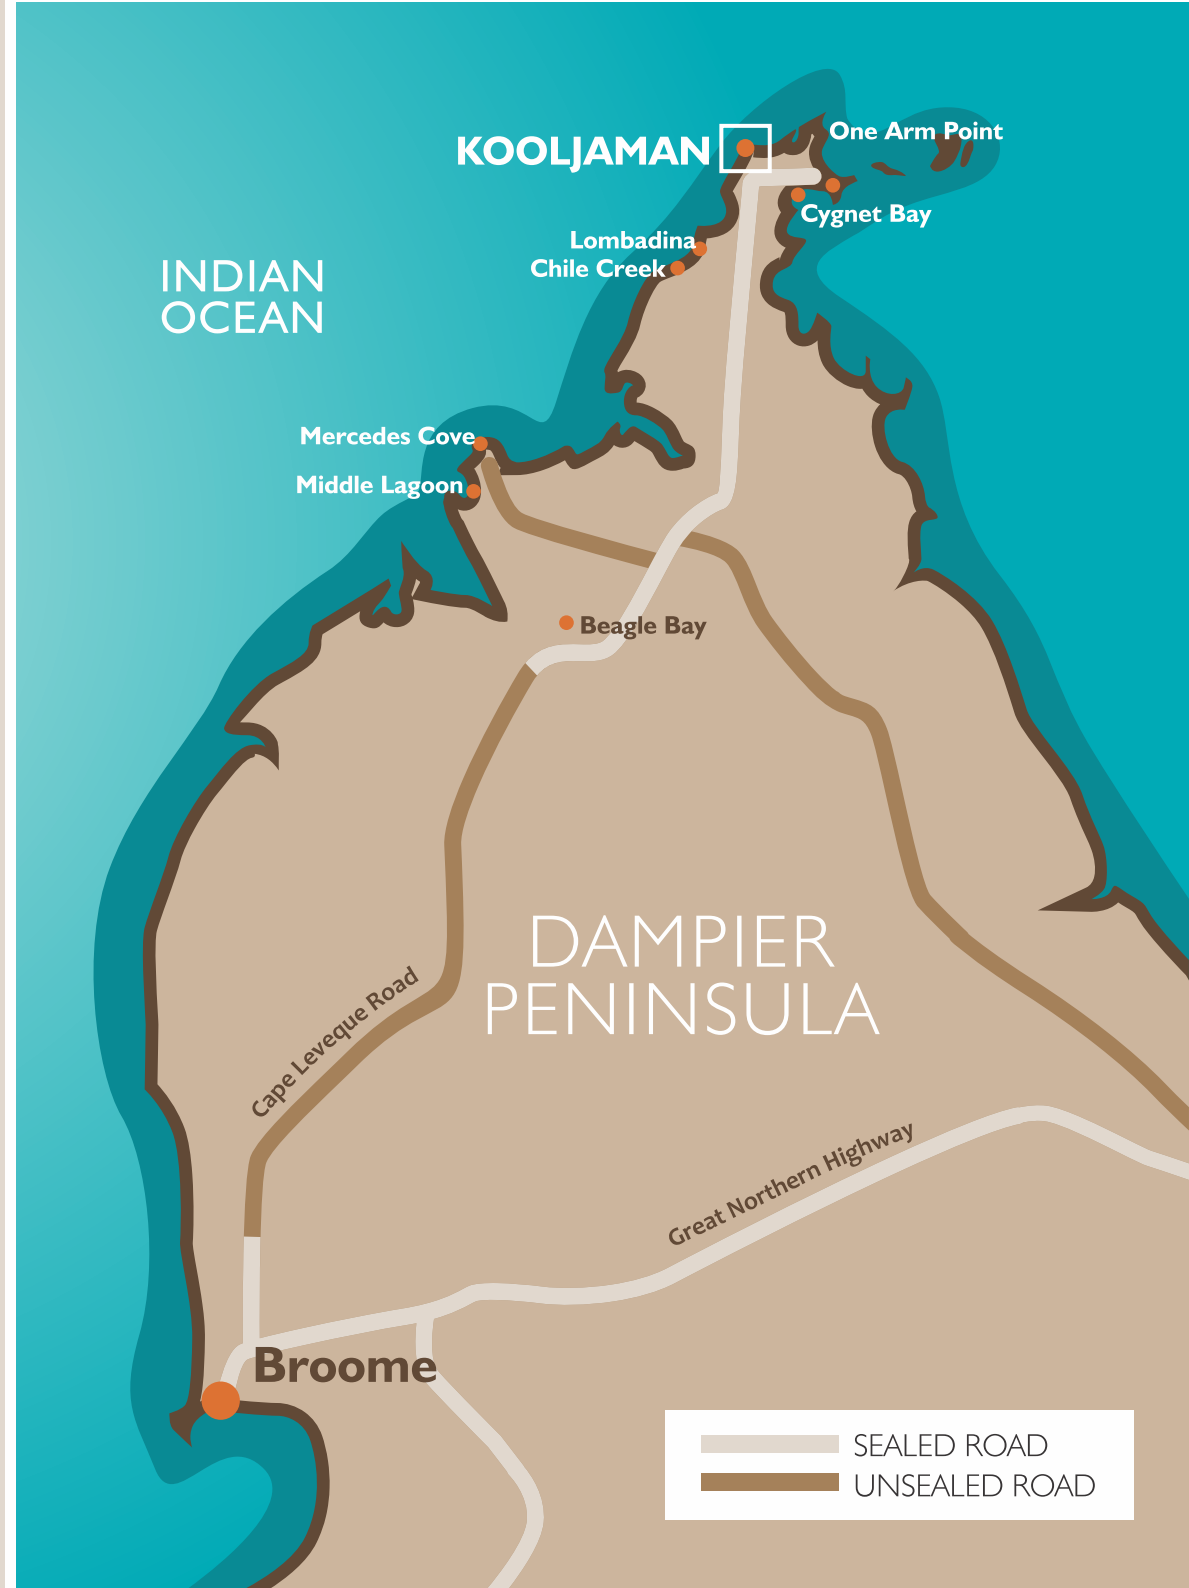 One Arm Point
KOOLJAMAN
Cygnet Bay
Lombadina
Chile Creek
INDIAN
OCEAN
Mercedes Cove
Middle Lagoon
Beagle Bay
DAMPIER
PENINSULA
Cape Leveque Road
Great Northern Highway
Broome
SEALED ROAD
UNSEALED ROAD